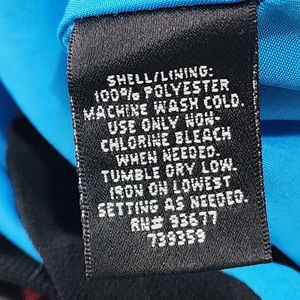 SHELL/LINING:
100% POLYESTER
MACHINE WASH COLD.
USE ONLY NON-
CHLORINE BLEACH
WHEN NEEDED.
TUMBLE DRY LOW.
IRON ON LOWEST
SETTING AS NEEDED.
RN# 93677
733559